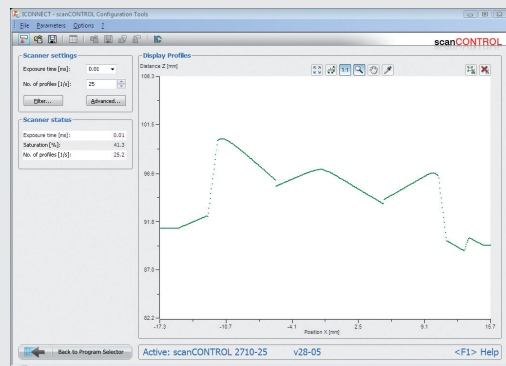 ICONNECT - scanCONTROL Configuration Tools
File Parameters Options ?
scanCONTROL
Scanner settings
Exposure time [ms]: 0.01
No. of profiles [1/s]: 25
Filter... Advanced...
Scanner status
Exposure time [ms]: 0.01
Saturation [%]: 41.3
No. of profiles [1/s]: 25.2
Display Profiles
Distance Z [mm]
1:1
106.3
101.5
96.6
91.8
87.0
82.2
-17.3 -10.7 -4.1 2.5 9.1 15.7
Position X [mm]
Back to Program Selector
Active: scanCONTROL 2710-25 v28-05 <F1> Help